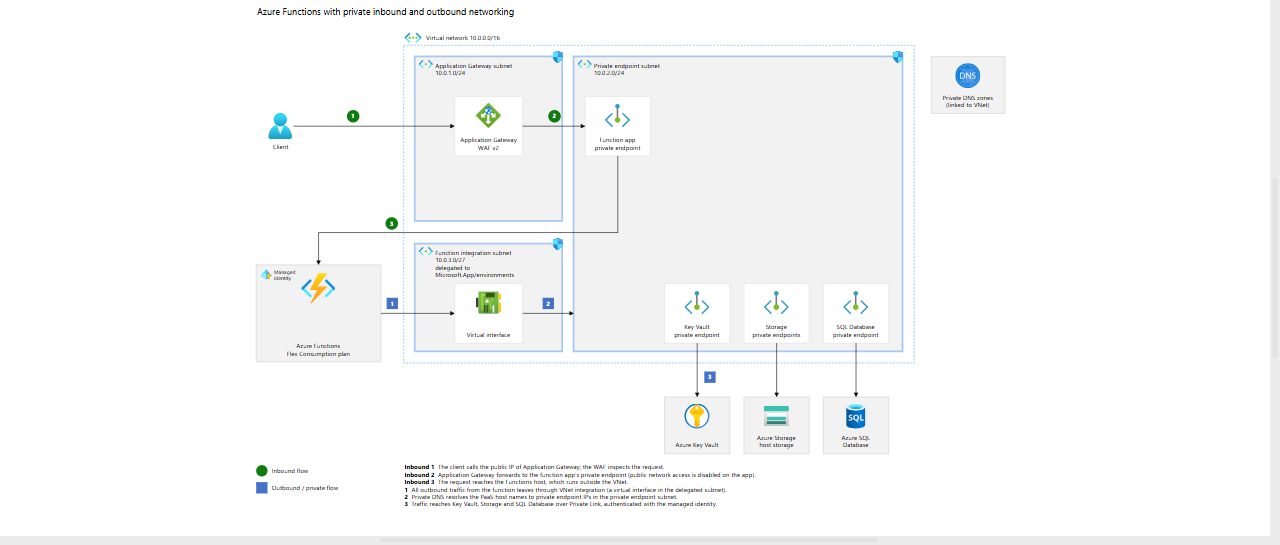 Azure Functions with private inbound and outbound networking
Virtual network 10.0.0.0/16
Application Gateway subnet
10.0.1.0/24
Private endpoint subnet
10.0.2.0/24
DNS
Private DNS zones
(linked to VNet)
1
2
Client
Application Gateway
WAF v2
Function app
private endpoint
3
Function integration subnet
10.0.3.0/27
delegated to
Microsoft.App/environments
Managed
identity
1
2
Virtual interface
Key Vault
private endpoint
Storage
private endpoints
SQL Database
private endpoint
Azure Functions
Flex Consumption plan
3
SQL
Azure Key Vault
Azure Storage
host storage
Azure SQL
Database
Inbound flow
Outbound / private flow
Inbound 1 The client calls the public IP of Application Gateway; the WAF inspects the request.
Inbound 2 Application Gateway forwards to the function app's private endpoint (public network access is disabled on the app).
Inbound 3 The request reaches the Functions host, which runs outside the VNet.
1 All outbound traffic from the function leaves through VNet integration (a virtual interface in the delegated subnet).
2 Private DNS resolves the PaaS host names to private endpoint IPs in the private endpoint subnet.
3 Traffic reaches Key Vault, Storage and SQL Database over Private Link, authenticated with the managed identity.